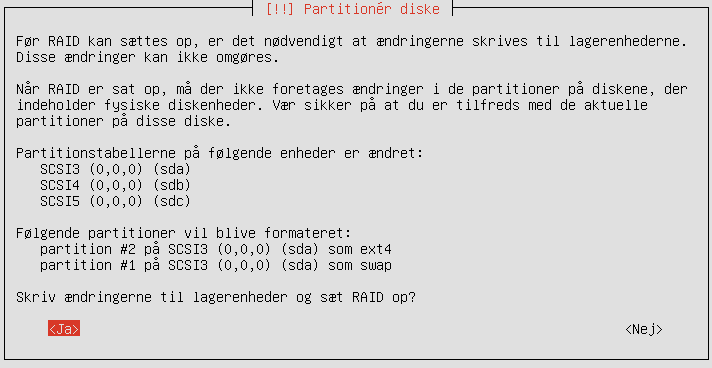 [!!] Partitionér diske
Før RAID kan sættes op, er det nødvendigt at ændringerne skrives til lagerenhederne.
Disse ændringer kan ikke omgøres.
Når RAID er sat op, må der ikke foretages ændringer i de partitioner på diskene, der
indeholder fysiske diskenheder. Vær sikker på at du er tilfreds med de aktuelle
partitioner på disse diske.
Partitionstabellerne på følgende enheder er ændret:
SCSI3 (0,0,0) (sda)
SCSI4 (0,0,0) (sdb)
SCSI5 (0,0,0) (sdc)
Følgende partitioner vil blive formateret:
partition #2 på SCSI3 (0,0,0) (sda) som ext4
partition #1 på SCSI3 (0,0,0) (sda) som swap
Skriv ændringerne til lagerenheder og sæt RAID op?
<Ja> <Nej>